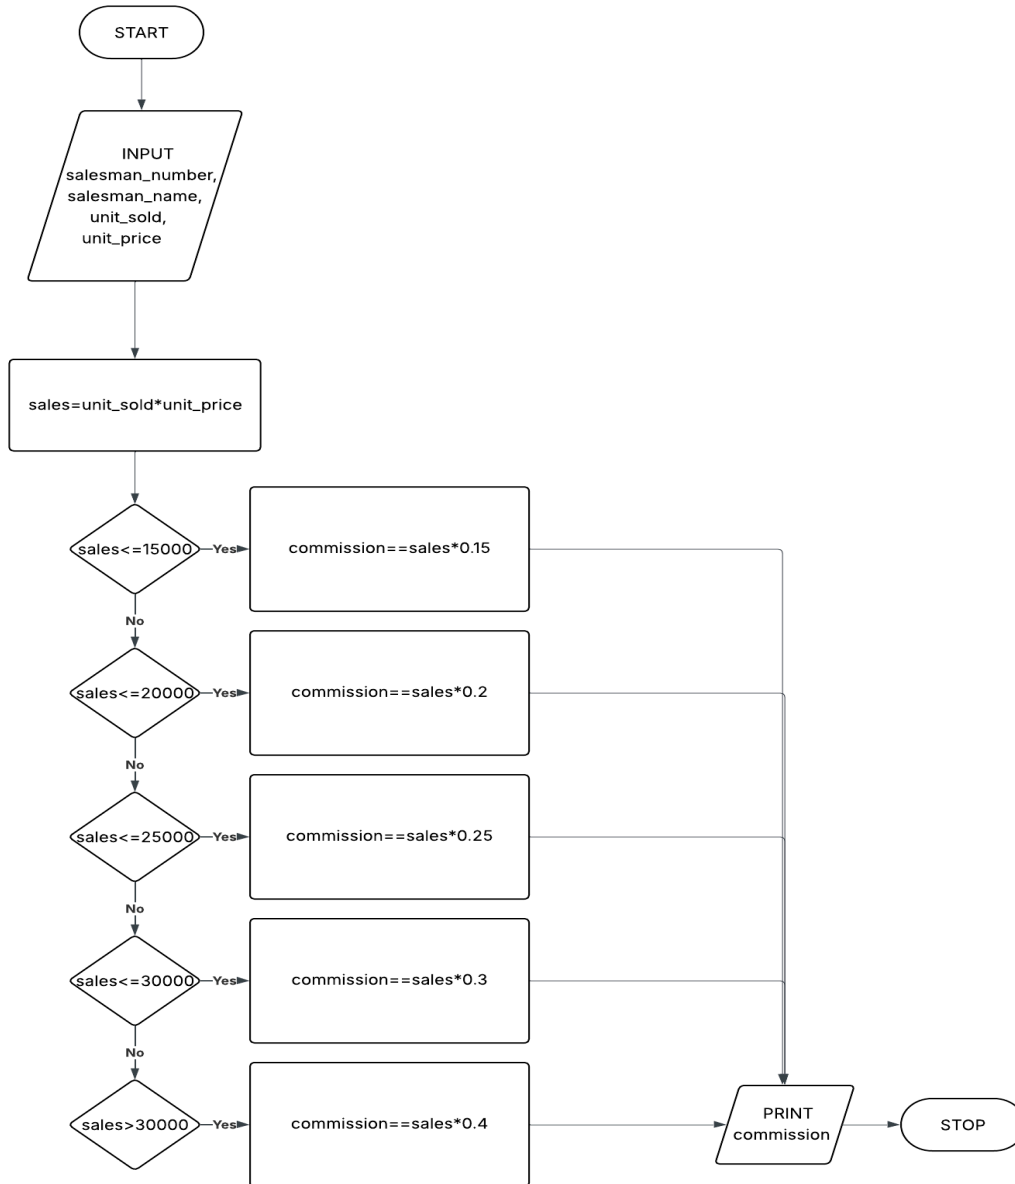 START
INPUT
salesman_number,
salesman_name,
unit_sold,
unit_price
sales=unit_sold*unit_price
sales<=15000
Yes
commission==sales*0.15
No
sales<=20000
Yes
commission==sales*0.2
No
sales<=25000
Yes
commission==sales*0.25
No
sales<=30000
Yes
commission==sales*0.3
No
sales>30000
Yes
commission==sales*0.4
PRINT
commission
STOP